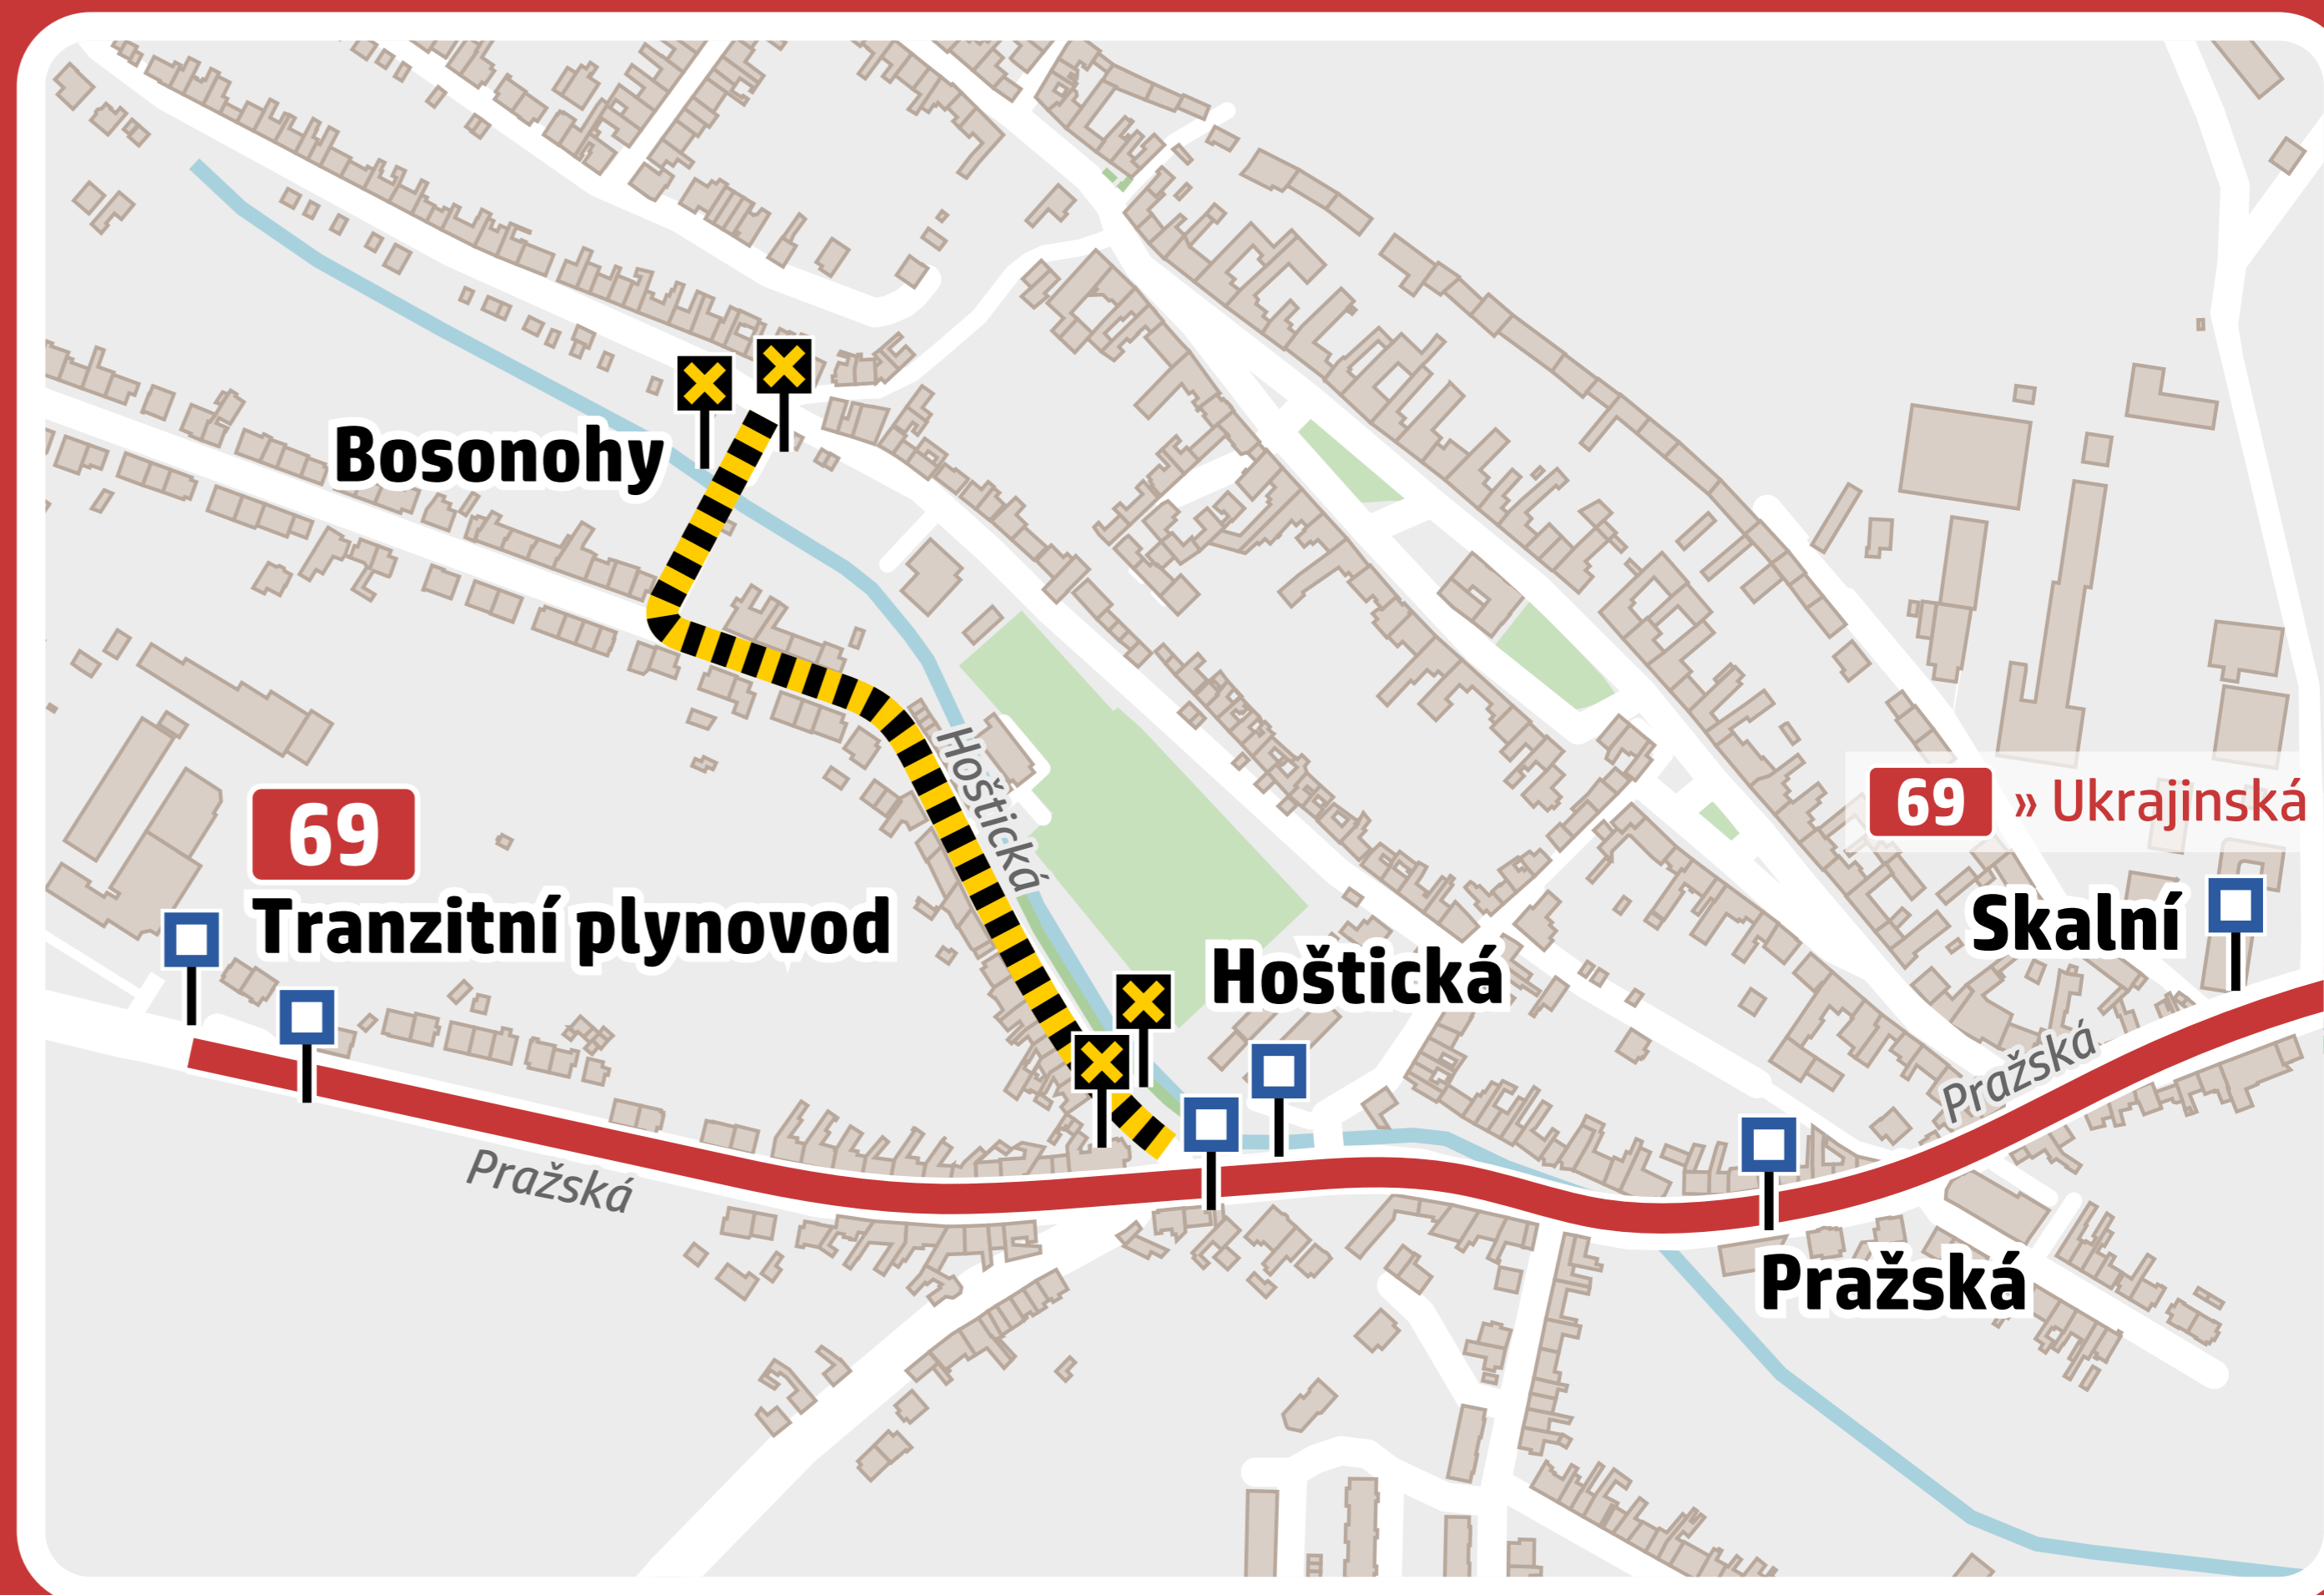 Bosonohy
Hoštická
69
» Ukrajinská
69
Tranzitní plynovod
Skalní
Hoštická
Pražská
Pražská
Pražská